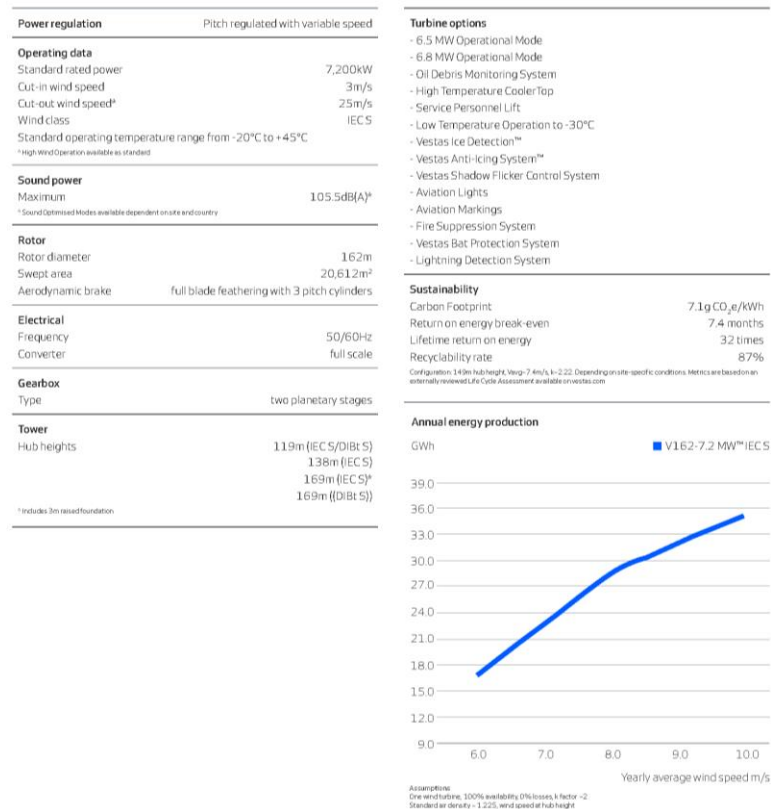 Power regulation Pitch regulated with variable speed
Operating data
Standard rated power 7,200kW
Cut-in wind speed 3m/s
Cut-out wind speed* 25m/s
Wind class IEC S
Standard operating temperature range from -20°C to +45°C
* High Wind Operation available as standard
Sound power
Maximum 105.5dB(A)*
* Sound Optimised Modes available dependent on site and country
Rotor
Rotor diameter 162m
Swept area 20,612m²
Aerodynamic brake full blade feathering with 3 pitch cylinders
Electrical
Frequency 50/60Hz
Converter full scale
Gearbox
Type two planetary stages
Tower
Hub heights 119m (IEC S/DIBt S)
138m (IEC S)
169m (IEC S)*
169m ((DIBt S))
* Includes 3m raised foundation
Turbine options
- 6.5 MW Operational Mode
- 6.8 MW Operational Mode
- Oil Debris Monitoring System
- High Temperature CoolerTop
- Service Personnel Lift
- Low Temperature Operation to -30°C
- Vestas Ice Detection™
- Vestas Anti-Icing System™
- Vestas Shadow Flicker Control System
- Aviation Lights
- Aviation Markings
- Fire Suppression System
- Vestas Bat Protection System
- Lightning Detection System
Sustainability
Carbon Footprint 7.1g CO₂e/kWh
Return on energy break-even 7.4 months
Lifetime return on energy 32 times
Recyclability rate 87%
Configuration: 149m hub height, Vavg=7.4m/s, k=2.22. Depending on site-specific conditions. Metrics are based on an
externally reviewed Life Cycle Assessment available on vestas.com
Annual energy production
GWh V162-7.2 MW™ IEC S
39.0
36.0
33.0
30.0
27.0
24.0
21.0
18.0
15.0
12.0
9.0
6.0 7.0 8.0 9.0 10.0
Yearly average wind speed m/s
Assumptions
One wind turbine, 100% availability, 0% losses, k factor =2
Standard air density = 1.225, wind speed at hub height